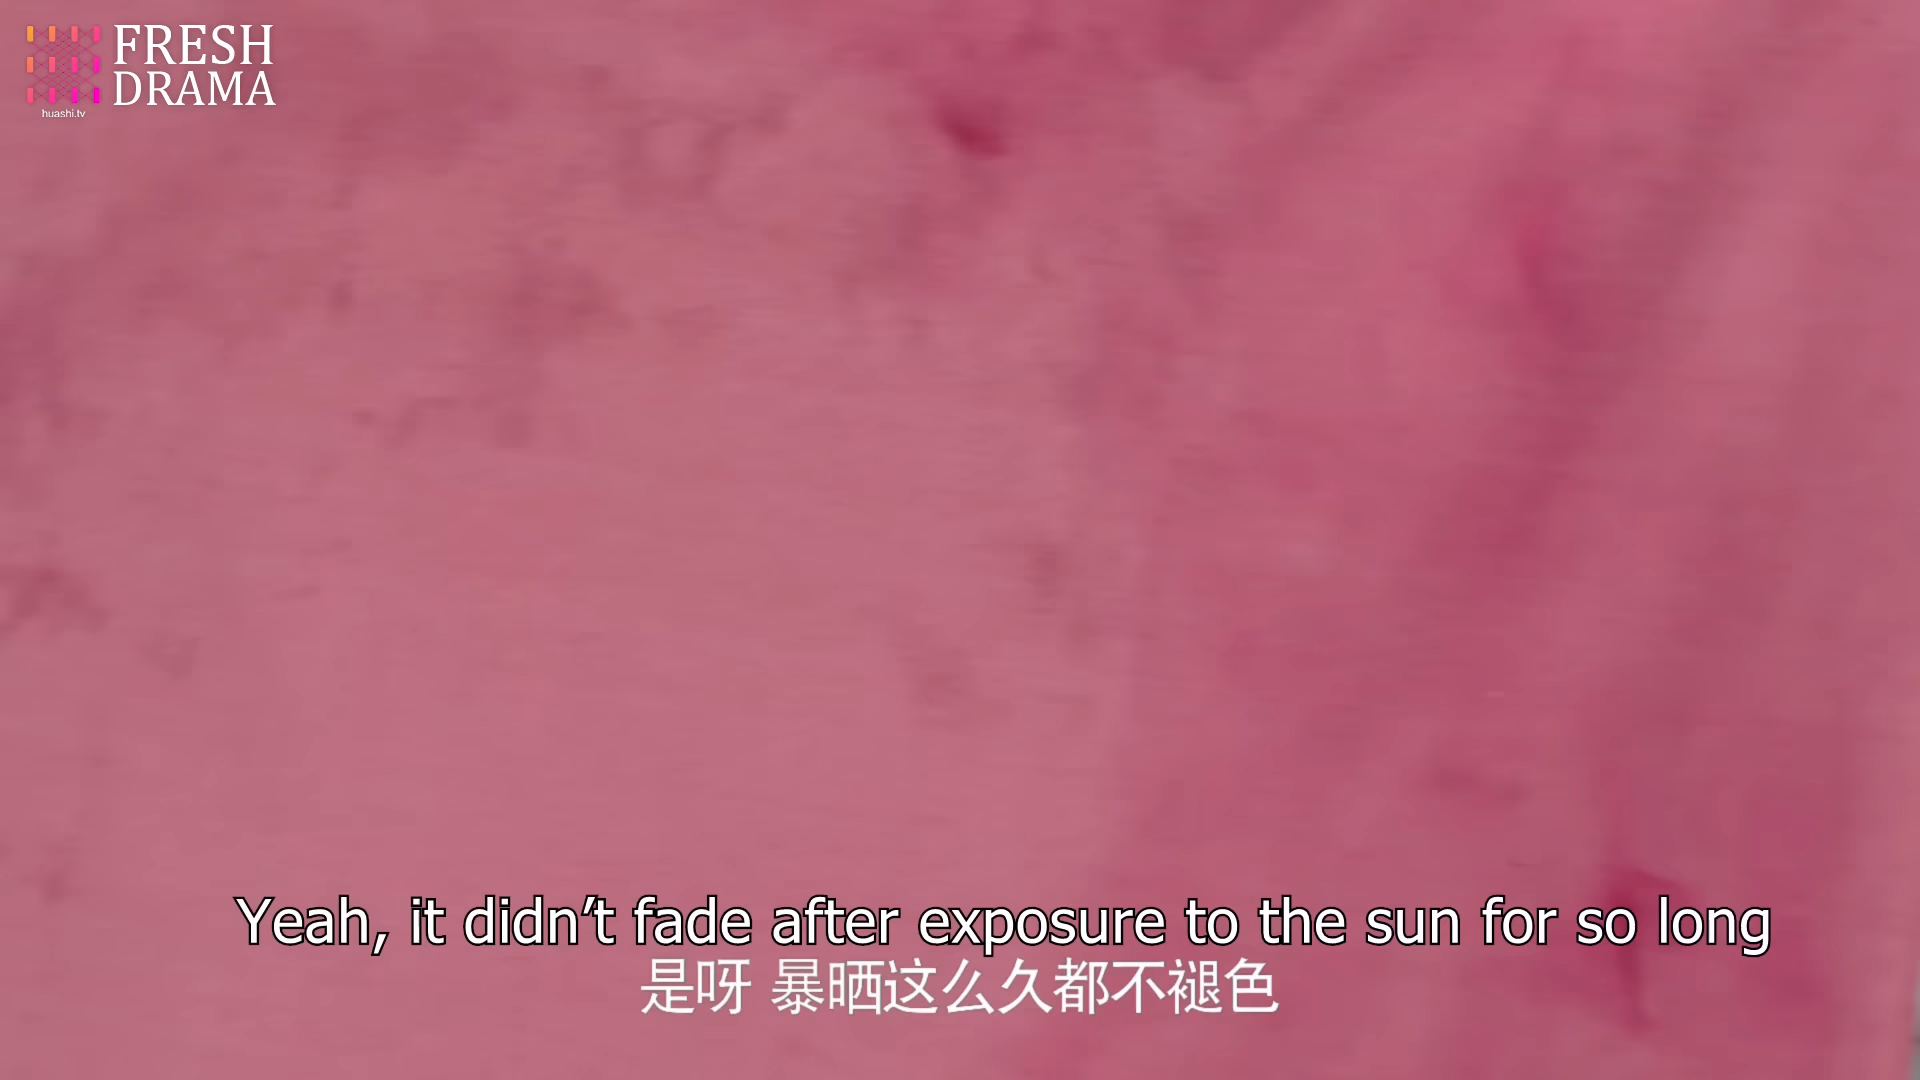 FRESH
DRAMA
huashi.tv
Yeah, it didn’t fade after exposure to the sun for so long
是呀 暴晒这么久都不褪色